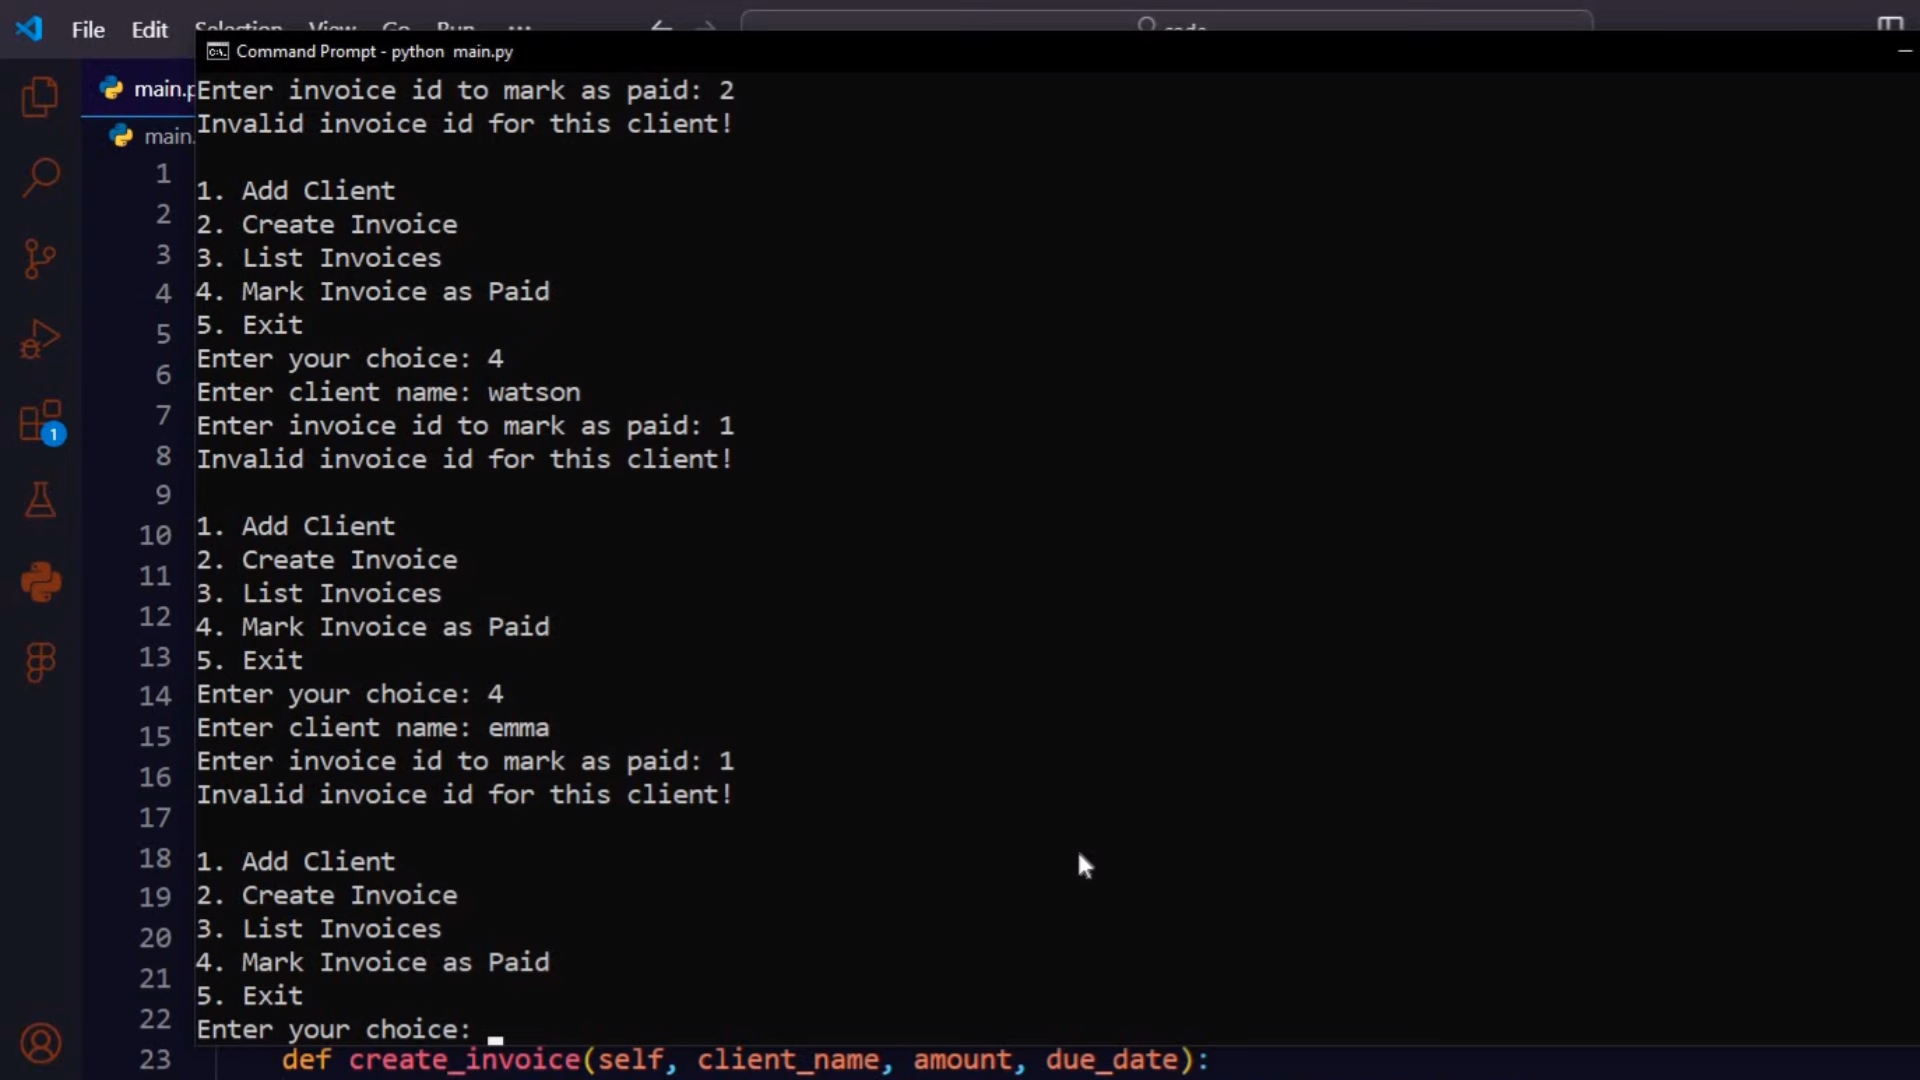 File Edit Selection View Go Run ... code
Command Prompt - python main.py
main.p
main.
Enter invoice id to mark as paid: 2
Invalid invoice id for this client!
1. Add Client
2. Create Invoice
3. List Invoices
4. Mark Invoice as Paid
5. Exit
Enter your choice: 4
Enter client name: watson
Enter invoice id to mark as paid: 1
Invalid invoice id for this client!
1. Add Client
2. Create Invoice
3. List Invoices
4. Mark Invoice as Paid
5. Exit
Enter your choice: 4
Enter client name: emma
Enter invoice id to mark as paid: 1
Invalid invoice id for this client!
1. Add Client
2. Create Invoice
3. List Invoices
4. Mark Invoice as Paid
5. Exit
Enter your choice:
1
2
3
4
5
6
7
8
9
10
11
12
13
14
15
16
17
18
19
20
21
22
23 def create_invoice(self, client_name, amount, due_date):
1